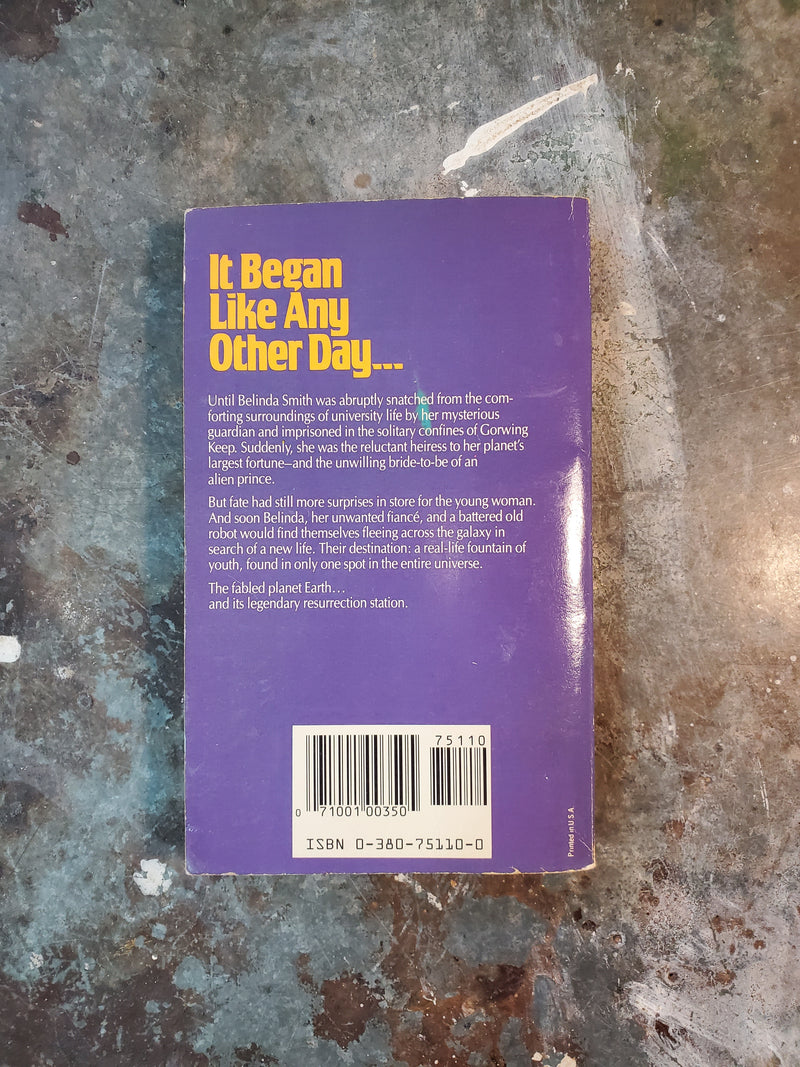 It Began
Like Any
Other Day...
Until Belinda Smith was abruptly snatched from the com-
forting surroundings of university life by her mysterious
guardian and imprisoned in the solitary confines of Gorwing
Keep. Suddenly, she was the reluctant heiress to her planet's
largest fortune—and the unwilling bride-to-be of an
alien prince.
But fate had still more surprises in store for the young woman.
And soon Belinda, her unwanted fiancé, and a battered old
robot would find themselves fleeing across the galaxy in
search of a new life. Their destination: a real-life fountain of
youth, found in only one spot in the entire universe.
The fabled planet Earth...
and its legendary resurrection station.
75110
0 71001 00350
ISBN 0-380-75110-0
Printed in U.S.A.